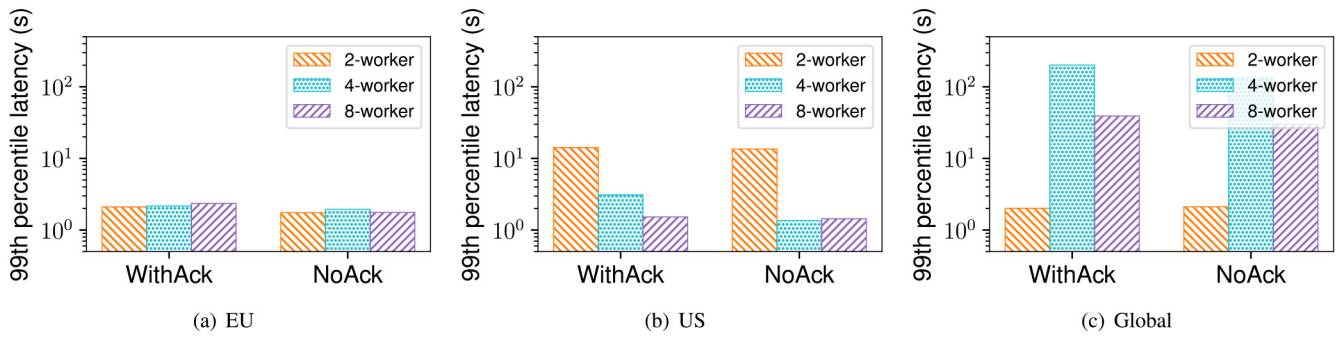 99th percentile latency (s)
10²
10¹
10⁰
2-worker
4-worker
8-worker
WithAck
NoAck
(a) EU
99th percentile latency (s)
10²
10¹
10⁰
2-worker
4-worker
8-worker
WithAck
NoAck
(b) US
99th percentile latency (s)
10²
10¹
10⁰
2-worker
4-worker
8-worker
WithAck
NoAck
(c) Global